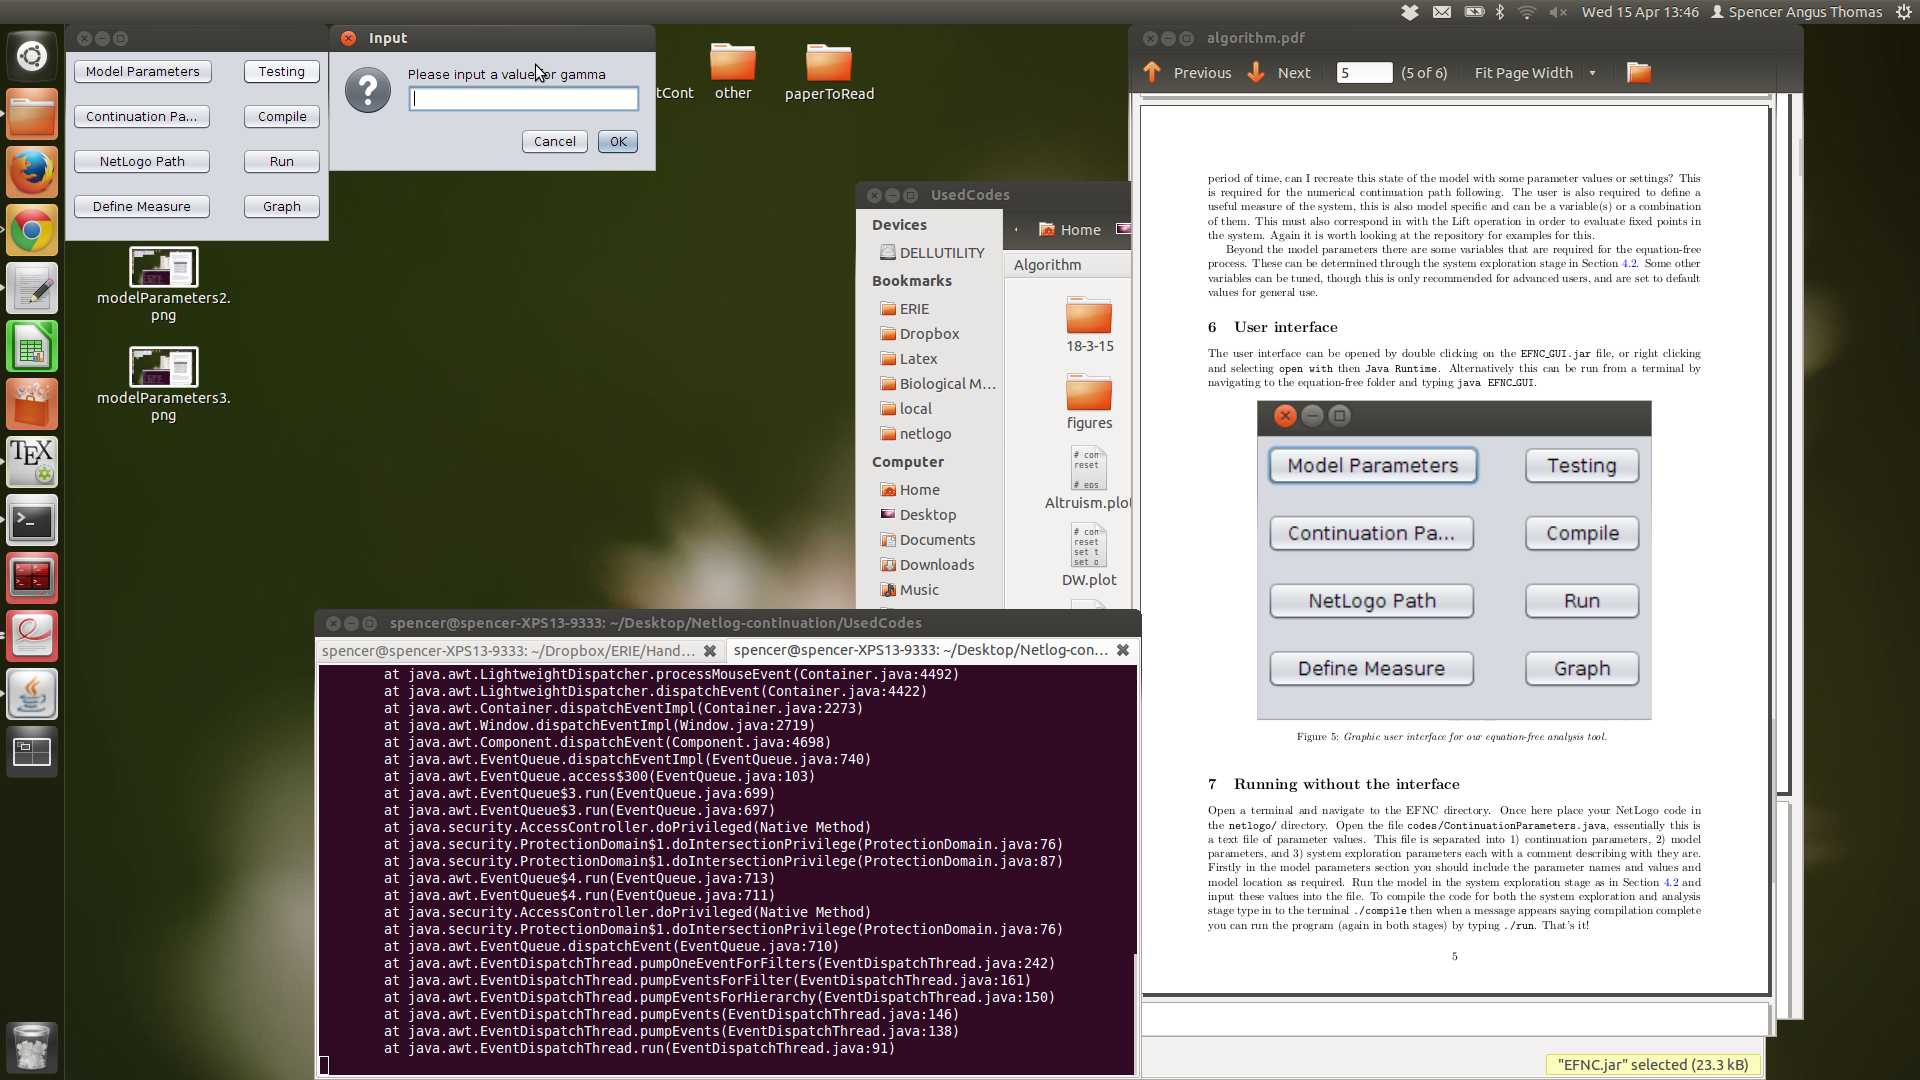 Wed 15 Apr 13:46 Spencer Angus Thomas
Model Parameters Testing
Continuation Pa... Compile
NetLogo Path Run
Define Measure Graph
Input
Please input a value for gamma
Cancel OK
tCont
other
paperToRead
modelParameters2.
png
modelParameters3.
png
UsedCodes
Devices
DELLUTILITY
Bookmarks
ERIE
Dropbox
Latex
Biological M...
local
netlogo
Computer
Home
Desktop
Documents
Downloads
Music
Home
Algorithm
18-3-15
figures
# con
reset
# eps
Altruism.plot
# con
reset
set t
set o
DW.plot
spencer@spencer-XPS13-9333: ~/Desktop/Netlog-continuation/UsedCodes
spencer@spencer-XPS13-9333: ~/Dropbox/ERIE/Hand... spencer@spencer-XPS13-9333: ~/Desktop/Netlog-con...
at java.awt.LightweightDispatcher.processMouseEvent(Container.java:4492)
at java.awt.LightweightDispatcher.dispatchEvent(Container.java:4422)
at java.awt.Container.dispatchEventImpl(Container.java:2273)
at java.awt.Window.dispatchEventImpl(Window.java:2719)
at java.awt.Component.dispatchEvent(Component.java:4698)
at java.awt.EventQueue.dispatchEventImpl(EventQueue.java:740)
at java.awt.EventQueue.access$300(EventQueue.java:103)
at java.awt.EventQueue$3.run(EventQueue.java:699)
at java.awt.EventQueue$3.run(EventQueue.java:697)
at java.security.AccessController.doPrivileged(Native Method)
at java.security.ProtectionDomain$1.doIntersectionPrivilege(ProtectionDomain.java:76)
at java.security.ProtectionDomain$1.doIntersectionPrivilege(ProtectionDomain.java:87)
at java.awt.EventQueue$4.run(EventQueue.java:713)
at java.awt.EventQueue$4.run(EventQueue.java:711)
at java.security.AccessController.doPrivileged(Native Method)
at java.security.ProtectionDomain$1.doIntersectionPrivilege(ProtectionDomain.java:76)
at java.awt.EventQueue.dispatchEvent(EventQueue.java:710)
at java.awt.EventDispatchThread.pumpOneEventForFilters(EventDispatchThread.java:242)
at java.awt.EventDispatchThread.pumpEventsForFilter(EventDispatchThread.java:161)
at java.awt.EventDispatchThread.pumpEventsForHierarchy(EventDispatchThread.java:150)
at java.awt.EventDispatchThread.pumpEvents(EventDispatchThread.java:146)
at java.awt.EventDispatchThread.pumpEvents(EventDispatchThread.java:138)
at java.awt.EventDispatchThread.run(EventDispatchThread.java:91)
algorithm.pdf
Previous Next 5 (5 of 6) Fit Page Width
period of time, can I recreate this state of the model with some parameter values or settings? This
is required for the numerical continuation path following. The user is also required to define a
useful measure of the system, this is also model specific and can be a variable(s) or a combination
of them. This must also correspond in with the Lift operation in order to evaluate fixed points in
the system. Again it is worth looking at the repository for examples for this.
Beyond the model parameters there are some variables that are required for the equation-free
process. These can be determined through the system exploration stage in Section 4.2. Some other
variables can be tuned, though this is only recommended for advanced users, and are set to default
values for general use.
6 User interface
The user interface can be opened by double clicking on the EFNC_GUI.jar file, or right clicking
and selecting open with then Java Runtime. Alternatively this can be run from a terminal by
navigating to the equation-free folder and typing java EFNC_GUI.
Model Parameters Testing
Continuation Pa... Compile
NetLogo Path Run
Define Measure Graph
Figure 5: Graphic user interface for our equation-free analysis tool.
7 Running without the interface
Open a terminal and navigate to the EFNC directory. Once here place your NetLogo code in
the netlogo/ directory. Open the file codes/ContinuationParameters.java, essentially this is
a text file of parameter values. This file is separated into 1) continuation parameters, 2) model
parameters, and 3) system exploration parameters each with a comment describing with they are.
Firstly in the model parameters section you should include the parameter names and values and
model location as required. Run the model in the system exploration stage as in Section 4.2 and
input these values into the file. To compile the code for both the system exploration and analysis
stage type in to the terminal ./compile then when a message appears saying compilation complete
you can run the program (again in both stages) by typing ./run. That's it!
5
"EFNC.jar" selected (23.3 kB)
TEX